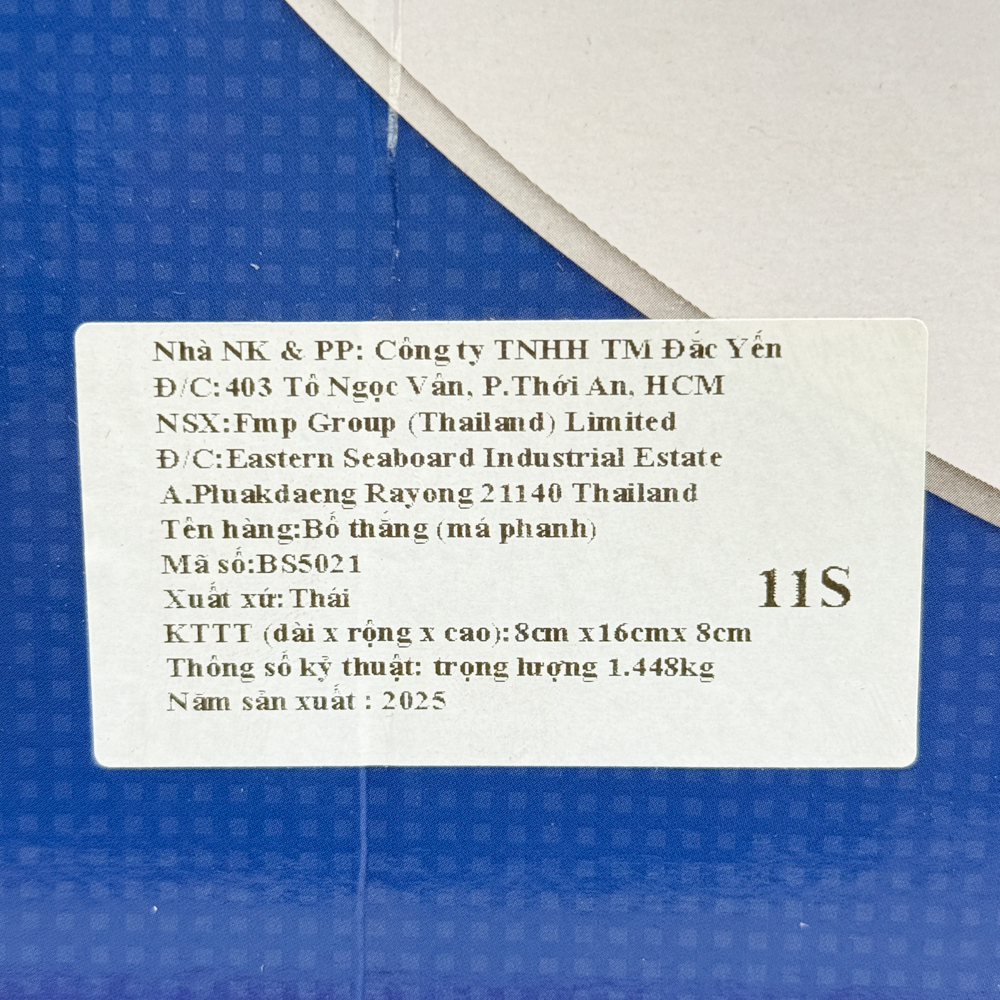 Nhà NK & PP: Công ty TNHH TM Đắc Yến
Đ/C:403 Tô Ngọc Vân, P.Thới An, HCM
NSX:Fmp Group (Thailand) Limited
Đ/C:Eastern Seaboard Industrial Estate
A.Pluakdaeng Rayong 21140 Thailand
Tên hàng:Bố thắng (má phanh)
Mã số:BS5021
Xuất xứ: Thái
11S
KTTT (dài x rộng x cao):8cm x16cmx 8cm
Thông số kỹ thuật: trọng lượng 1.448kg
Năm sản xuất : 2025